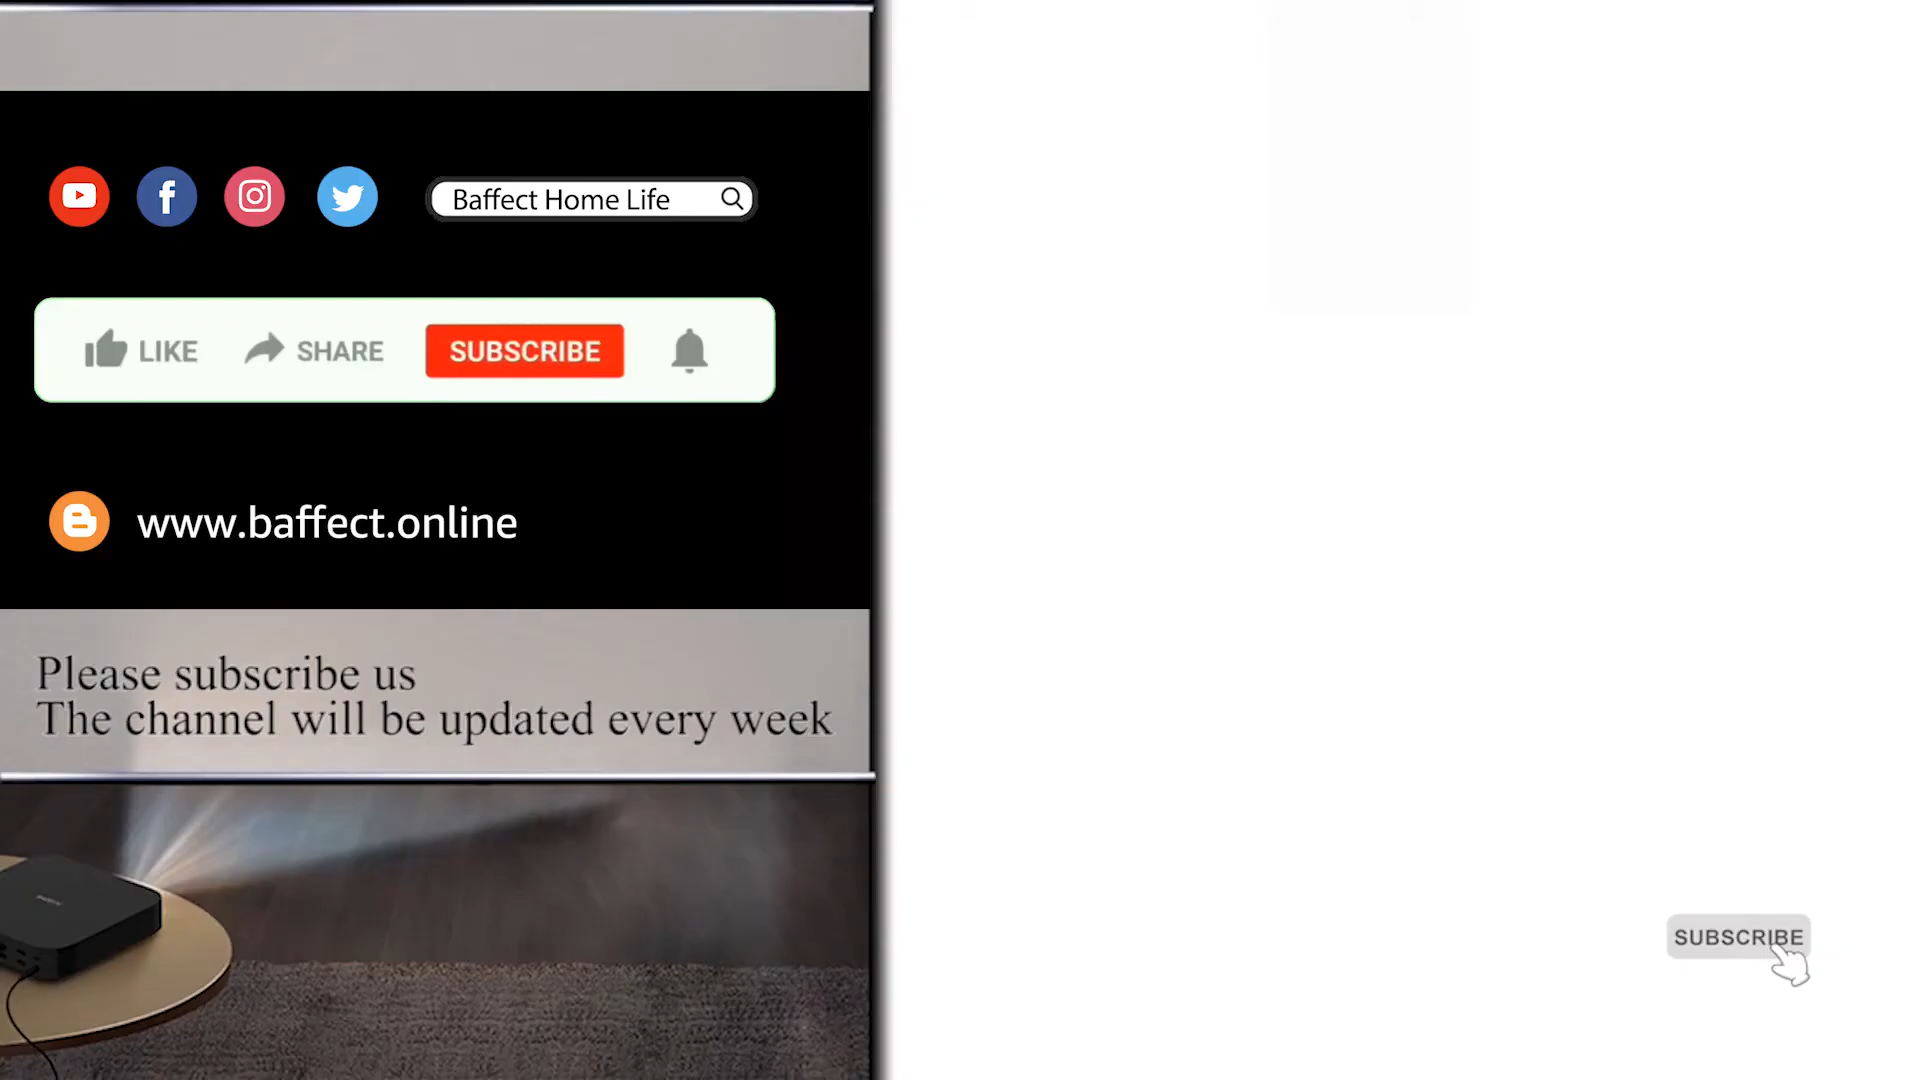 Baffect Home Life
LIKE SHARE SUBSCRIBE
www.baffect.online
Please subscribe us
The channel will be updated every week
SUBSCRIBE